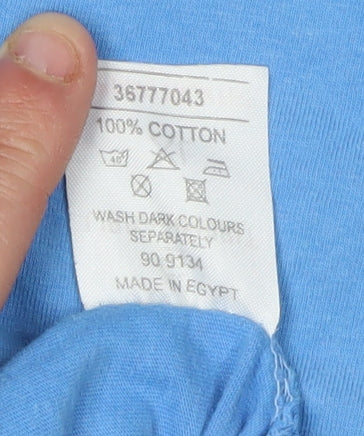 36777043
100% COTTON
40
WASH DARK COLOURS
SEPARATELY
90 9134
MADE IN EGYPT